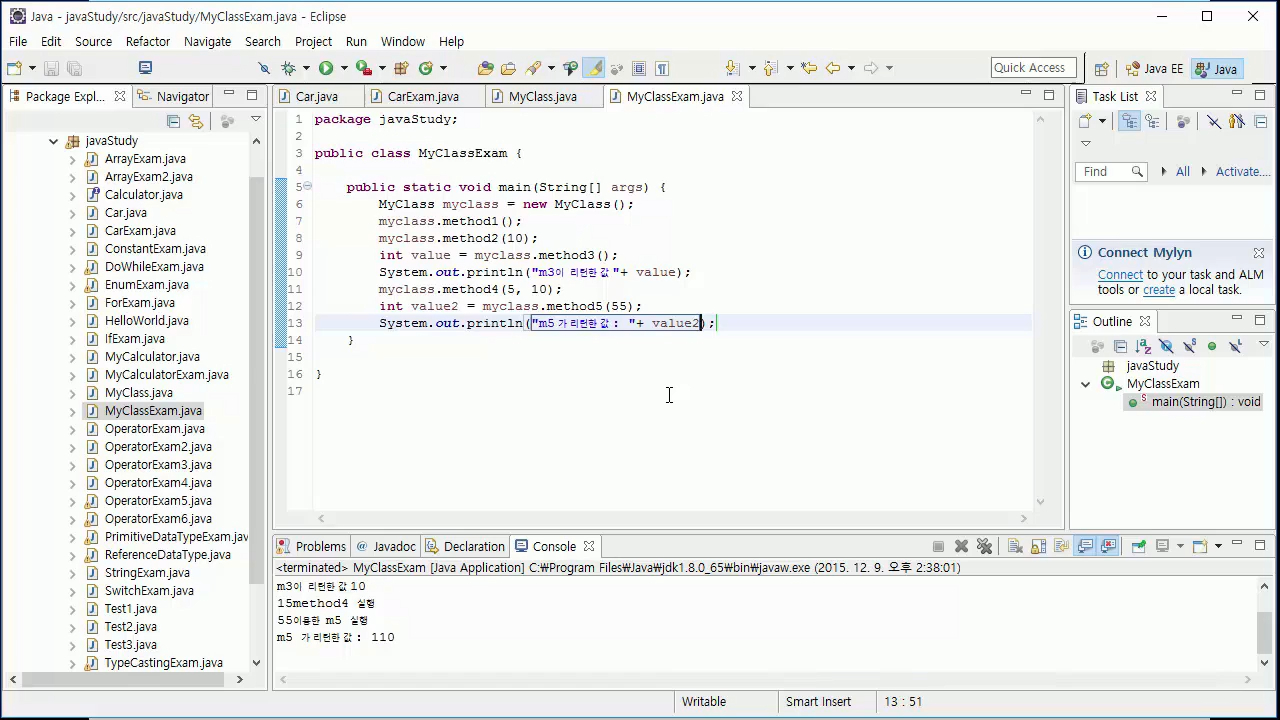 Java - javaStudy/src/javaStudy/MyClassExam.java - Eclipse
File Edit Source Refactor Navigate Search Project Run Window Help
Quick Access Java EE Java
Package Expl... Navigator
javaStudy
ArrayExam.java
ArrayExam2.java
Calculator.java
Car.java
CarExam.java
ConstantExam.java
DoWhileExam.java
EnumExam.java
ForExam.java
HelloWorld.java
IfExam.java
MyCalculator.java
MyCalculatorExam.java
MyClass.java
MyClassExam.java
OperatorExam.java
OperatorExam2.java
OperatorExam3.java
OperatorExam4.java
OperatorExam5.java
OperatorExam6.java
PrimitiveDataTypeExam.java
ReferenceDataType.java
StringExam.java
SwitchExam.java
Test1.java
Test2.java
Test3.java
TypeCastingExam.java
Car.java CarExam.java MyClass.java MyClassExam.java
1 package javaStudy;
2
3 public class MyClassExam {
4
5 public static void main(String[] args) {
6 MyClass myclass = new MyClass();
7 myclass.method1();
8 myclass.method2(10);
9 int value = myclass.method3();
10 System.out.println("m3이 리턴한 값 "+ value);
11 myclass.method4(5, 10);
12 int value2 = myclass.method5(55);
13 System.out.println("m5 가 리턴한 값 : "+ value2);
14 }
15
16 }
17
Task List
Find All Activate...
Connect Mylyn
Connect to your task and ALM
tools or create a local task.
Outline
javaStudy
MyClassExam
main(String[]) : void
Problems Javadoc Declaration Console
<terminated> MyClassExam [Java Application] C:₩Program Files₩Java₩jdk1.8.0_65₩bin₩javaw.exe (2015. 12. 9. 오후 2:38:01)
m3이 리턴한 값 10
15method4 실행
55이용한 m5 실행
m5 가 리턴한 값 : 110
Writable Smart Insert 13 : 51